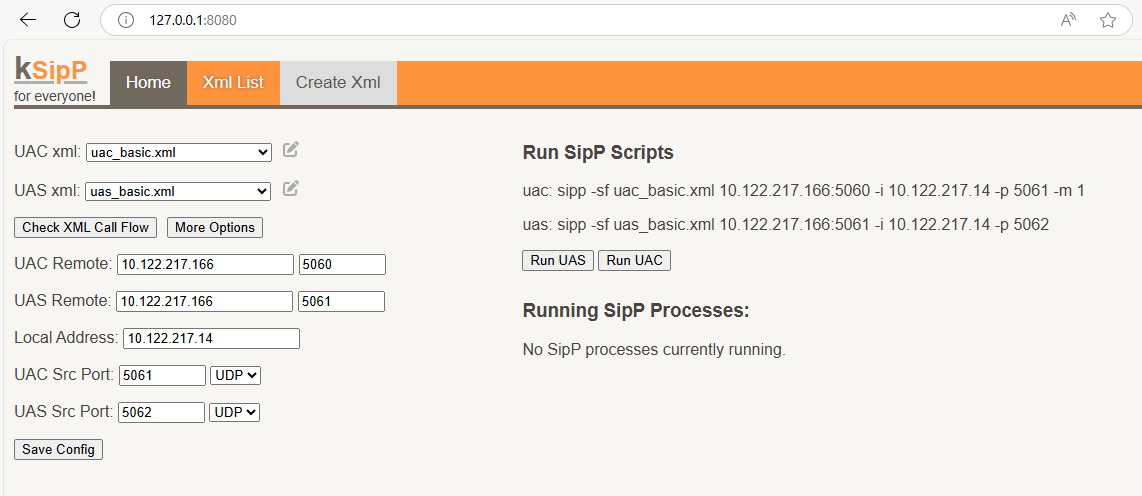 127.0.0.1:8080
kSipP
for everyone!
Home
Xml List
Create Xml
UAC xml: uac_basic.xml
UAS xml: uas_basic.xml
Check XML Call Flow More Options
UAC Remote: 10.122.217.166 5060
UAS Remote: 10.122.217.166 5061
Local Address: 10.122.217.14
UAC Src Port: 5061 UDP
UAS Src Port: 5062 UDP
Save Config
Run SipP Scripts
uac: sipp -sf uac_basic.xml 10.122.217.166:5060 -i 10.122.217.14 -p 5061 -m 1
uas: sipp -sf uas_basic.xml 10.122.217.166:5061 -i 10.122.217.14 -p 5062
Run UAS Run UAC
Running SipP Processes:
No SipP processes currently running.